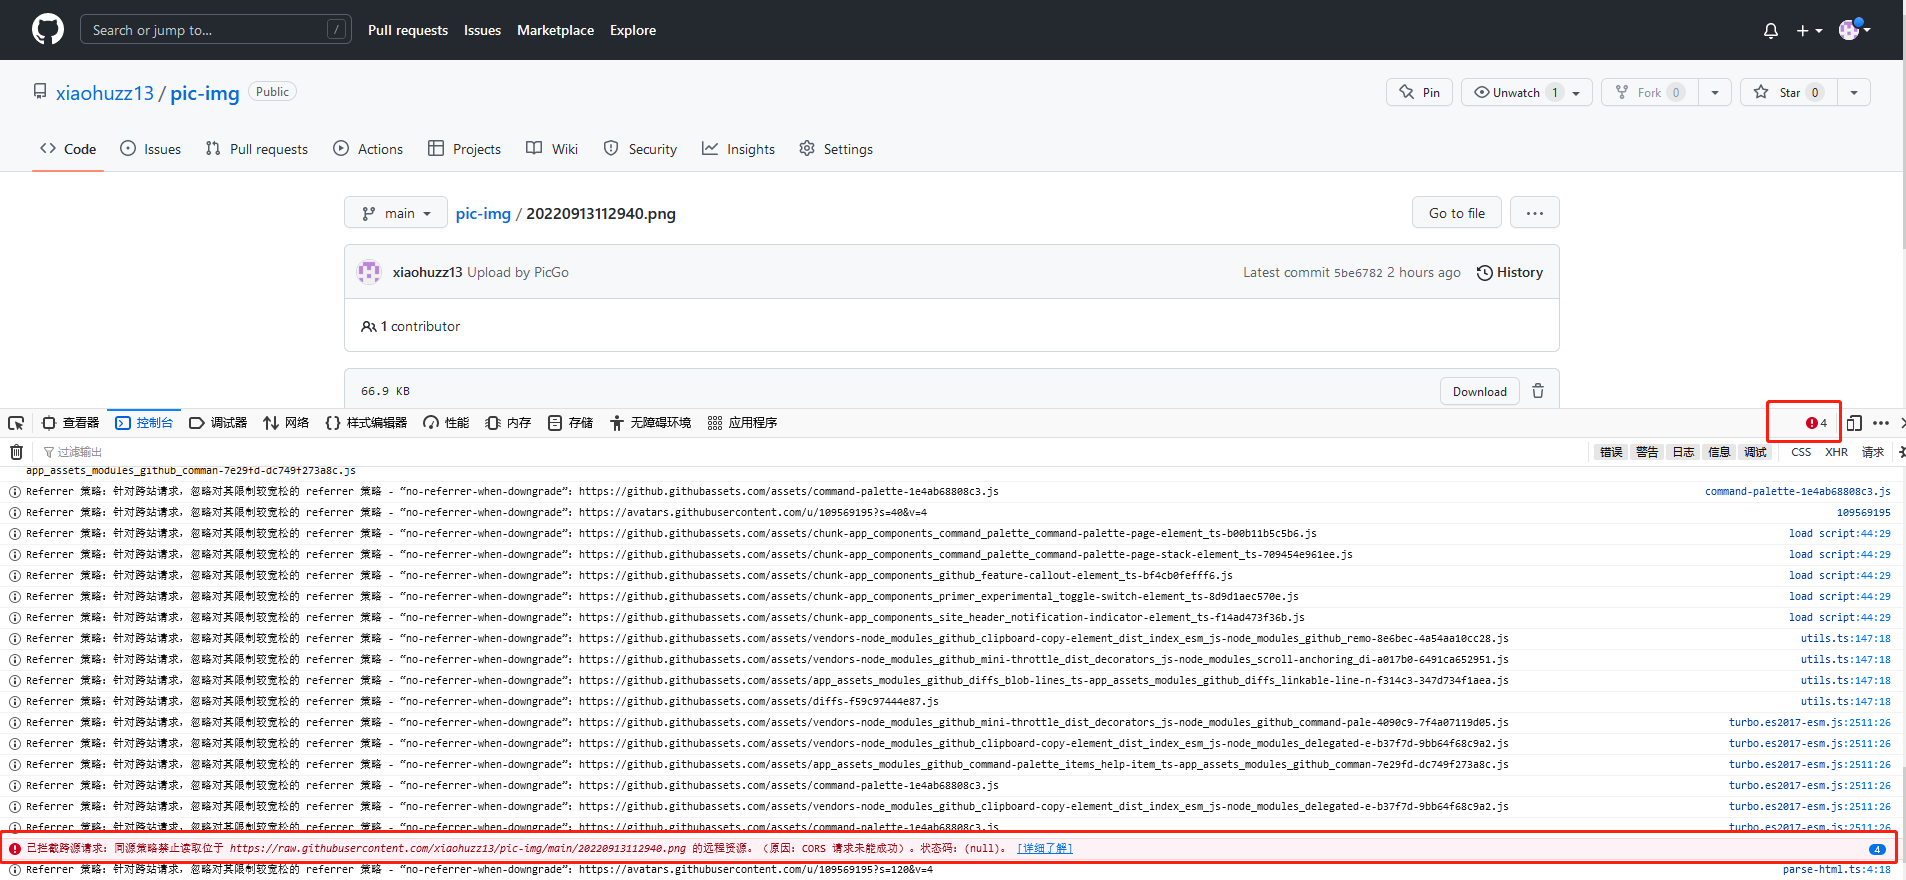 Search or jump to... /
Pull requests Issues Marketplace Explore
xiaohuzz13 / pic-img Public
Pin Unwatch 1 Fork 0 Star 0
Code Issues Pull requests Actions Projects Wiki Security Insights Settings
main pic-img / 20220913112940.png Go to file ...
xiaohuzz13 Upload by PicGo Latest commit 5be6782 2 hours ago History
1 contributor
66.9 KB Download
查看器 控制台 调试器 网络 样式编辑器 性能 内存 存储 无障碍环境 应用程序 4
过滤输出 错误 警告 日志 信息 调试 CSS XHR 请求
app_assets_modules_github_comman-7e29fd-dc749f273a8c.js
Referrer 策略：针对跨站请求，忽略对其限制较宽松的 referrer 策略 - “no-referrer-when-downgrade”：https://github.githubassets.com/assets/command-palette-1e4ab68808c3.js command-palette-1e4ab68808c3.js
Referrer 策略：针对跨站请求，忽略对其限制较宽松的 referrer 策略 - “no-referrer-when-downgrade”：https://avatars.githubusercontent.com/u/109569195?s=40&v=4 109569195
Referrer 策略：针对跨站请求，忽略对其限制较宽松的 referrer 策略 - “no-referrer-when-downgrade”：https://github.githubassets.com/assets/chunk-app_components_command_palette_command-palette-page-element_ts-b00b11b5c5b6.js load script:44:29
Referrer 策略：针对跨站请求，忽略对其限制较宽松的 referrer 策略 - “no-referrer-when-downgrade”：https://github.githubassets.com/assets/chunk-app_components_command_palette_command-palette-page-stack-element_ts-709454e961ee.js load script:44:29
Referrer 策略：针对跨站请求，忽略对其限制较宽松的 referrer 策略 - “no-referrer-when-downgrade”：https://github.githubassets.com/assets/chunk-app_components_github_feature-callout-element_ts-bf4cb0fefff6.js load script:44:29
Referrer 策略：针对跨站请求，忽略对其限制较宽松的 referrer 策略 - “no-referrer-when-downgrade”：https://github.githubassets.com/assets/chunk-app_components_primer_experimental_toggle-switch-element_ts-8d9d1aec570e.js load script:44:29
Referrer 策略：针对跨站请求，忽略对其限制较宽松的 referrer 策略 - “no-referrer-when-downgrade”：https://github.githubassets.com/assets/chunk-app_components_site_header_notification-indicator-element_ts-f14ad473f36b.js load script:44:29
Referrer 策略：针对跨站请求，忽略对其限制较宽松的 referrer 策略 - “no-referrer-when-downgrade”：https://github.githubassets.com/assets/vendors-node_modules_github_clipboard-copy-element_dist_index_esm_js-node_modules_github_remo-8e6bec-4a54aa10cc28.js utils.ts:147:18
Referrer 策略：针对跨站请求，忽略对其限制较宽松的 referrer 策略 - “no-referrer-when-downgrade”：https://github.githubassets.com/assets/vendors-node_modules_github_mini-throttle_dist_decorators_js-node_modules_scroll-anchoring_di-a017b0-6491ca652951.js utils.ts:147:18
Referrer 策略：针对跨站请求，忽略对其限制较宽松的 referrer 策略 - “no-referrer-when-downgrade”：https://github.githubassets.com/assets/app_assets_modules_github_diffs_blob-lines_ts-app_assets_modules_github_diffs_linkable-line-n-f314c3-347d734f1aea.js utils.ts:147:18
Referrer 策略：针对跨站请求，忽略对其限制较宽松的 referrer 策略 - “no-referrer-when-downgrade”：https://github.githubassets.com/assets/diffs-f59c97444e87.js utils.ts:147:18
Referrer 策略：针对跨站请求，忽略对其限制较宽松的 referrer 策略 - “no-referrer-when-downgrade”：https://github.githubassets.com/assets/vendors-node_modules_github_mini-throttle_dist_decorators_js-node_modules_github_command-pale-4090c9-7f4a07119d05.js turbo.es2017-esm.js:2511:26
Referrer 策略：针对跨站请求，忽略对其限制较宽松的 referrer 策略 - “no-referrer-when-downgrade”：https://github.githubassets.com/assets/vendors-node_modules_github_clipboard-copy-element_dist_index_esm_js-node_modules_delegated-e-b37f7d-9bb64f68c9a2.js turbo.es2017-esm.js:2511:26
Referrer 策略：针对跨站请求，忽略对其限制较宽松的 referrer 策略 - “no-referrer-when-downgrade”：https://github.githubassets.com/assets/app_assets_modules_github_command-palette_items_help-item_ts-app_assets_modules_github_comman-7e29fd-dc749f273a8c.js turbo.es2017-esm.js:2511:26
Referrer 策略：针对跨站请求，忽略对其限制较宽松的 referrer 策略 - “no-referrer-when-downgrade”：https://github.githubassets.com/assets/command-palette-1e4ab68808c3.js turbo.es2017-esm.js:2511:26
Referrer 策略：针对跨站请求，忽略对其限制较宽松的 referrer 策略 - “no-referrer-when-downgrade”：https://github.githubassets.com/assets/vendors-node_modules_github_clipboard-copy-element_dist_index_esm_js-node_modules_delegated-e-b37f7d-9bb64f68c9a2.js turbo.es2017-esm.js:2511:26
Referrer 策略：针对跨站请求，忽略对其限制较宽松的 referrer 策略 - “no-referrer-when-downgrade”：https://github.githubassets.com/assets/command-palette-1e4ab68808c3.js turbo.es2017-esm.js:2511:26
已拦截跨源请求：同源策略禁止读取位于 https://raw.githubusercontent.com/xiaohuzz13/pic-img/main/20220913112940.png 的远程资源。（原因：CORS 请求未能成功）。状态码：(null)。 [详细了解] 4
Referrer 策略：针对跨站请求，忽略对其限制较宽松的 referrer 策略 - “no-referrer-when-downgrade”：https://avatars.githubusercontent.com/u/109569195?s=120&v=4 parse-html.ts:4:18